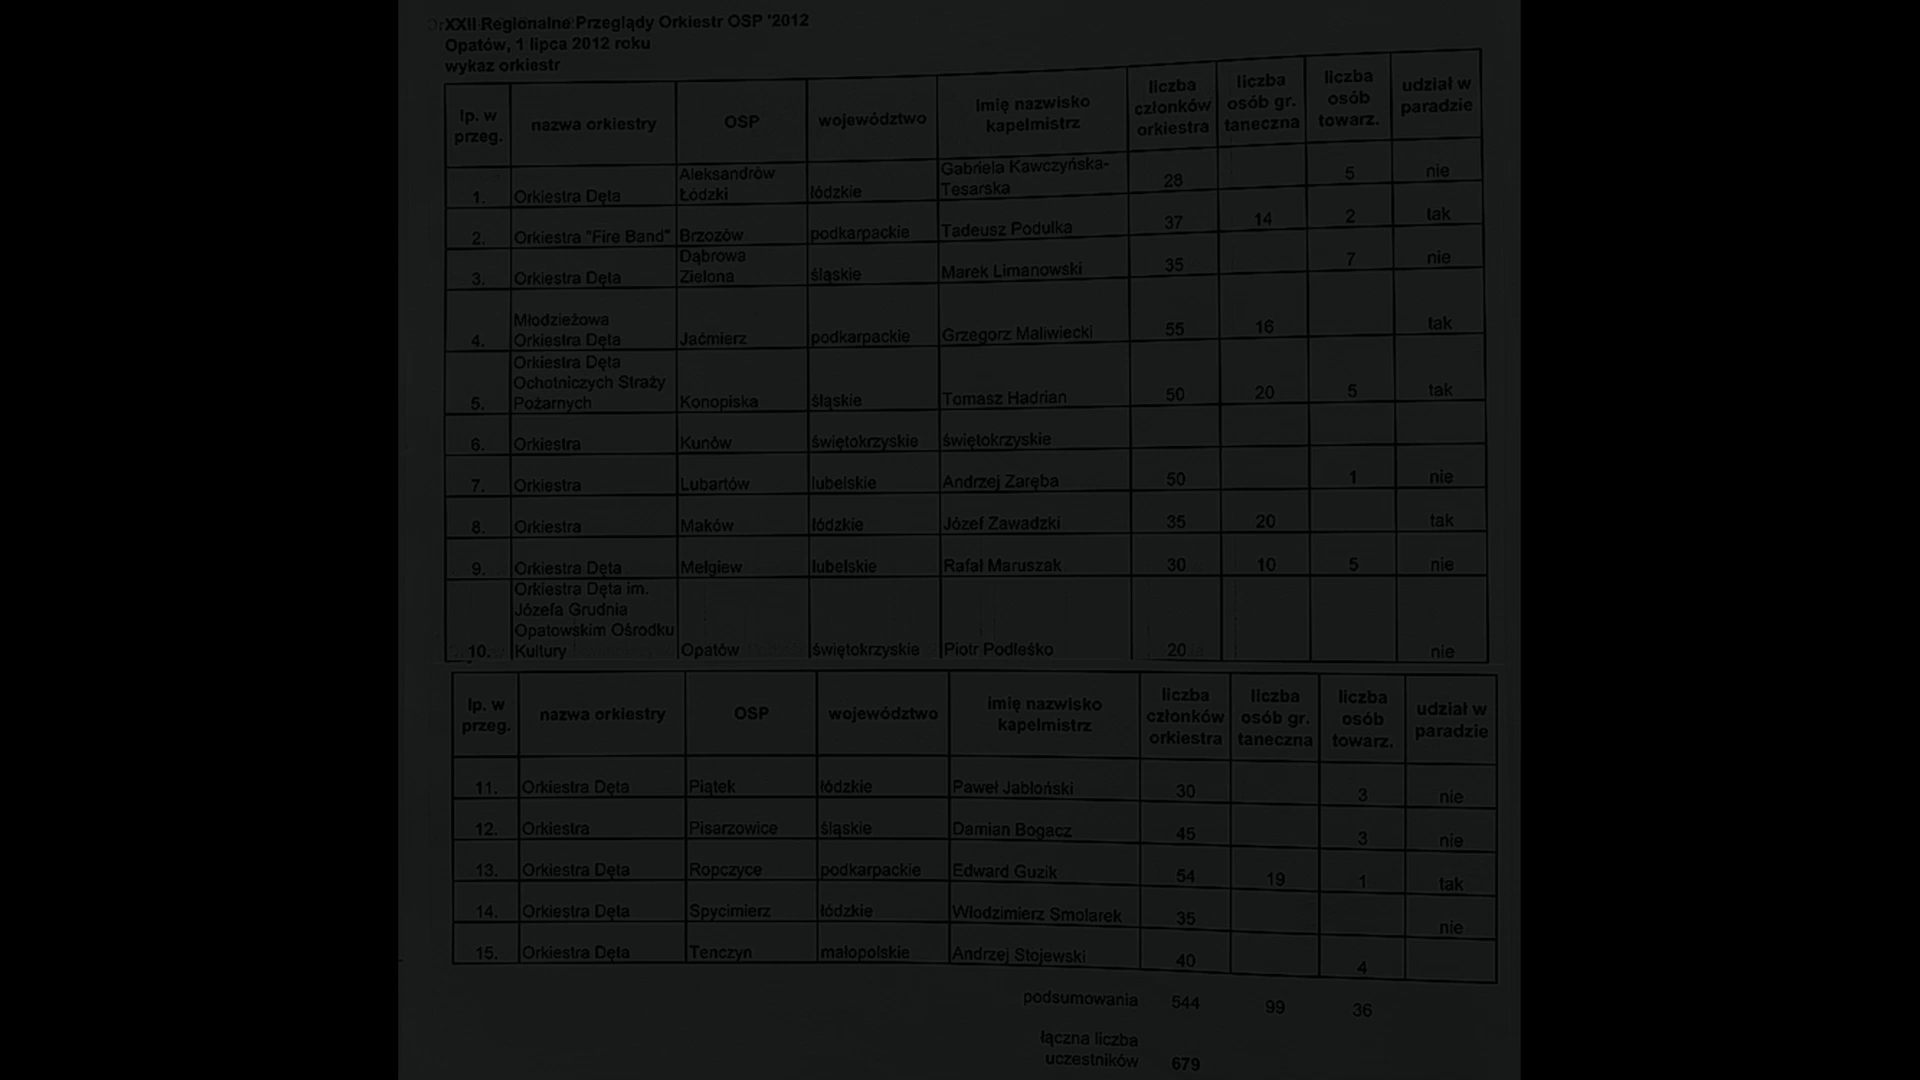 XXII Regionalne Przeglądy Orkiestr OSP '2012
Opatów, 1 lipca 2012 roku
wykaz orkiestr
lp. w przeg. nazwa orkiestry OSP województwo imię nazwisko kapelmistrz liczba członków orkiestra liczba osób gr. taneczna liczba osób towarz. udział w paradzie
1. Orkiestra Dęta Aleksandrów Łódzki łódzkie Gabriela Kawczyńska-Tesarska 28 5 nie
2. Orkiestra "Fire Band" Brzozów podkarpackie Tadeusz Podulka 37 14 2 tak
3. Orkiestra Dęta Dąbrowa Zielona śląskie Marek Limanowski 35 7 nie
4. Młodzieżowa Orkiestra Dęta Jaćmierz podkarpackie Grzegorz Maliwiecki 55 16 tak
5. Orkiestra Dęta Ochotniczych Straży Pożarnych Konopiska śląskie Tomasz Hadrian 50 20 5 tak
6. Orkiestra Kunów świętokrzyskie świętokrzyskie
7. Orkiestra Lubartów lubelskie Andrzej Zaręba 50 1 nie
8. Orkiestra Maków łódzkie Józef Zawadzki 35 20 tak
9. Orkiestra Dęta Mełgiew lubelskie Rafał Maruszak 30 10 5 nie
10. Orkiestra Dęta im. Józefa Grudnia Opatowskim Ośrodku Kultury Opatów świętokrzyskie Piotr Podleśko 20 nie
lp. w przeg. nazwa orkiestry OSP województwo imię nazwisko kapelmistrz liczba członków orkiestra liczba osób gr. taneczna liczba osób towarz. udział w paradzie
11. Orkiestra Dęta Piątek łódzkie Paweł Jabłoński 30 3 nie
12. Orkiestra Pisarzowice śląskie Damian Bogacz 45 3 nie
13. Orkiestra Dęta Ropczyce podkarpackie Edward Guzik 54 19 1 tak
14. Orkiestra Dęta Spycimierz łódzkie Włodzimierz Smolarek 35 nie
15. Orkiestra Dęta Tenczyn małopolskie Andrzej Stojewski 40 4
podsumowania 544 99 36
łączna liczba
uczestników 679